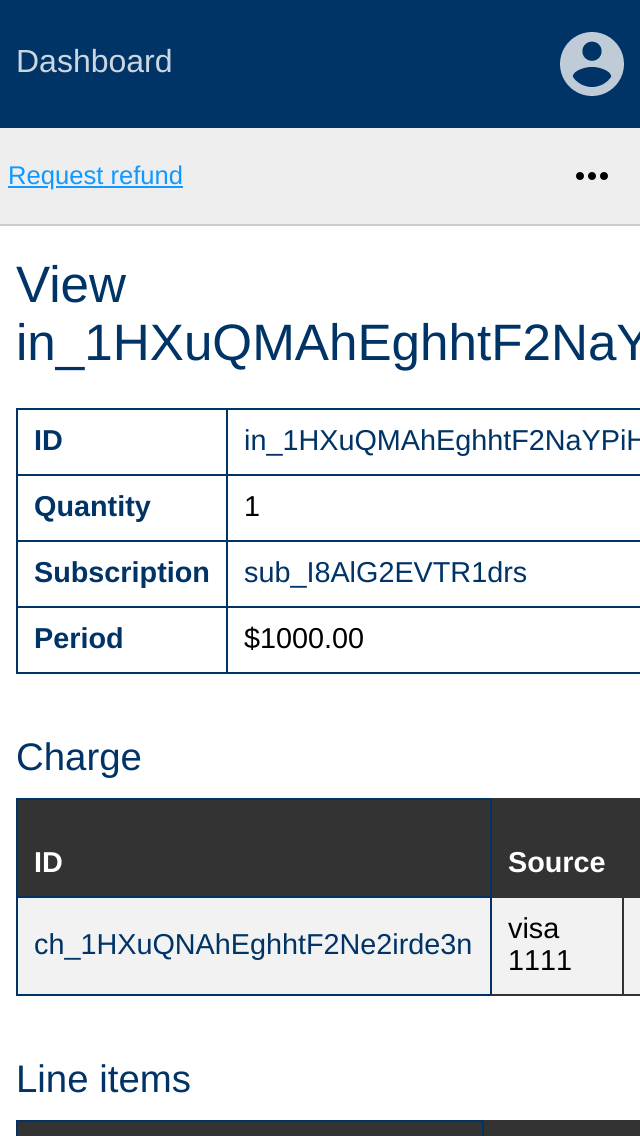 Dashboard
Request refund
View
in_1HXuQMAhEghhtF2NaY
ID in_1HXuQMAhEghhtF2NaYPiH
Quantity 1
Subscription sub_I8AlG2EVTR1drs
Period $1000.00
Charge
ID Source
ch_1HXuQNAhEghhtF2Ne2irde3n visa
1111
Line items